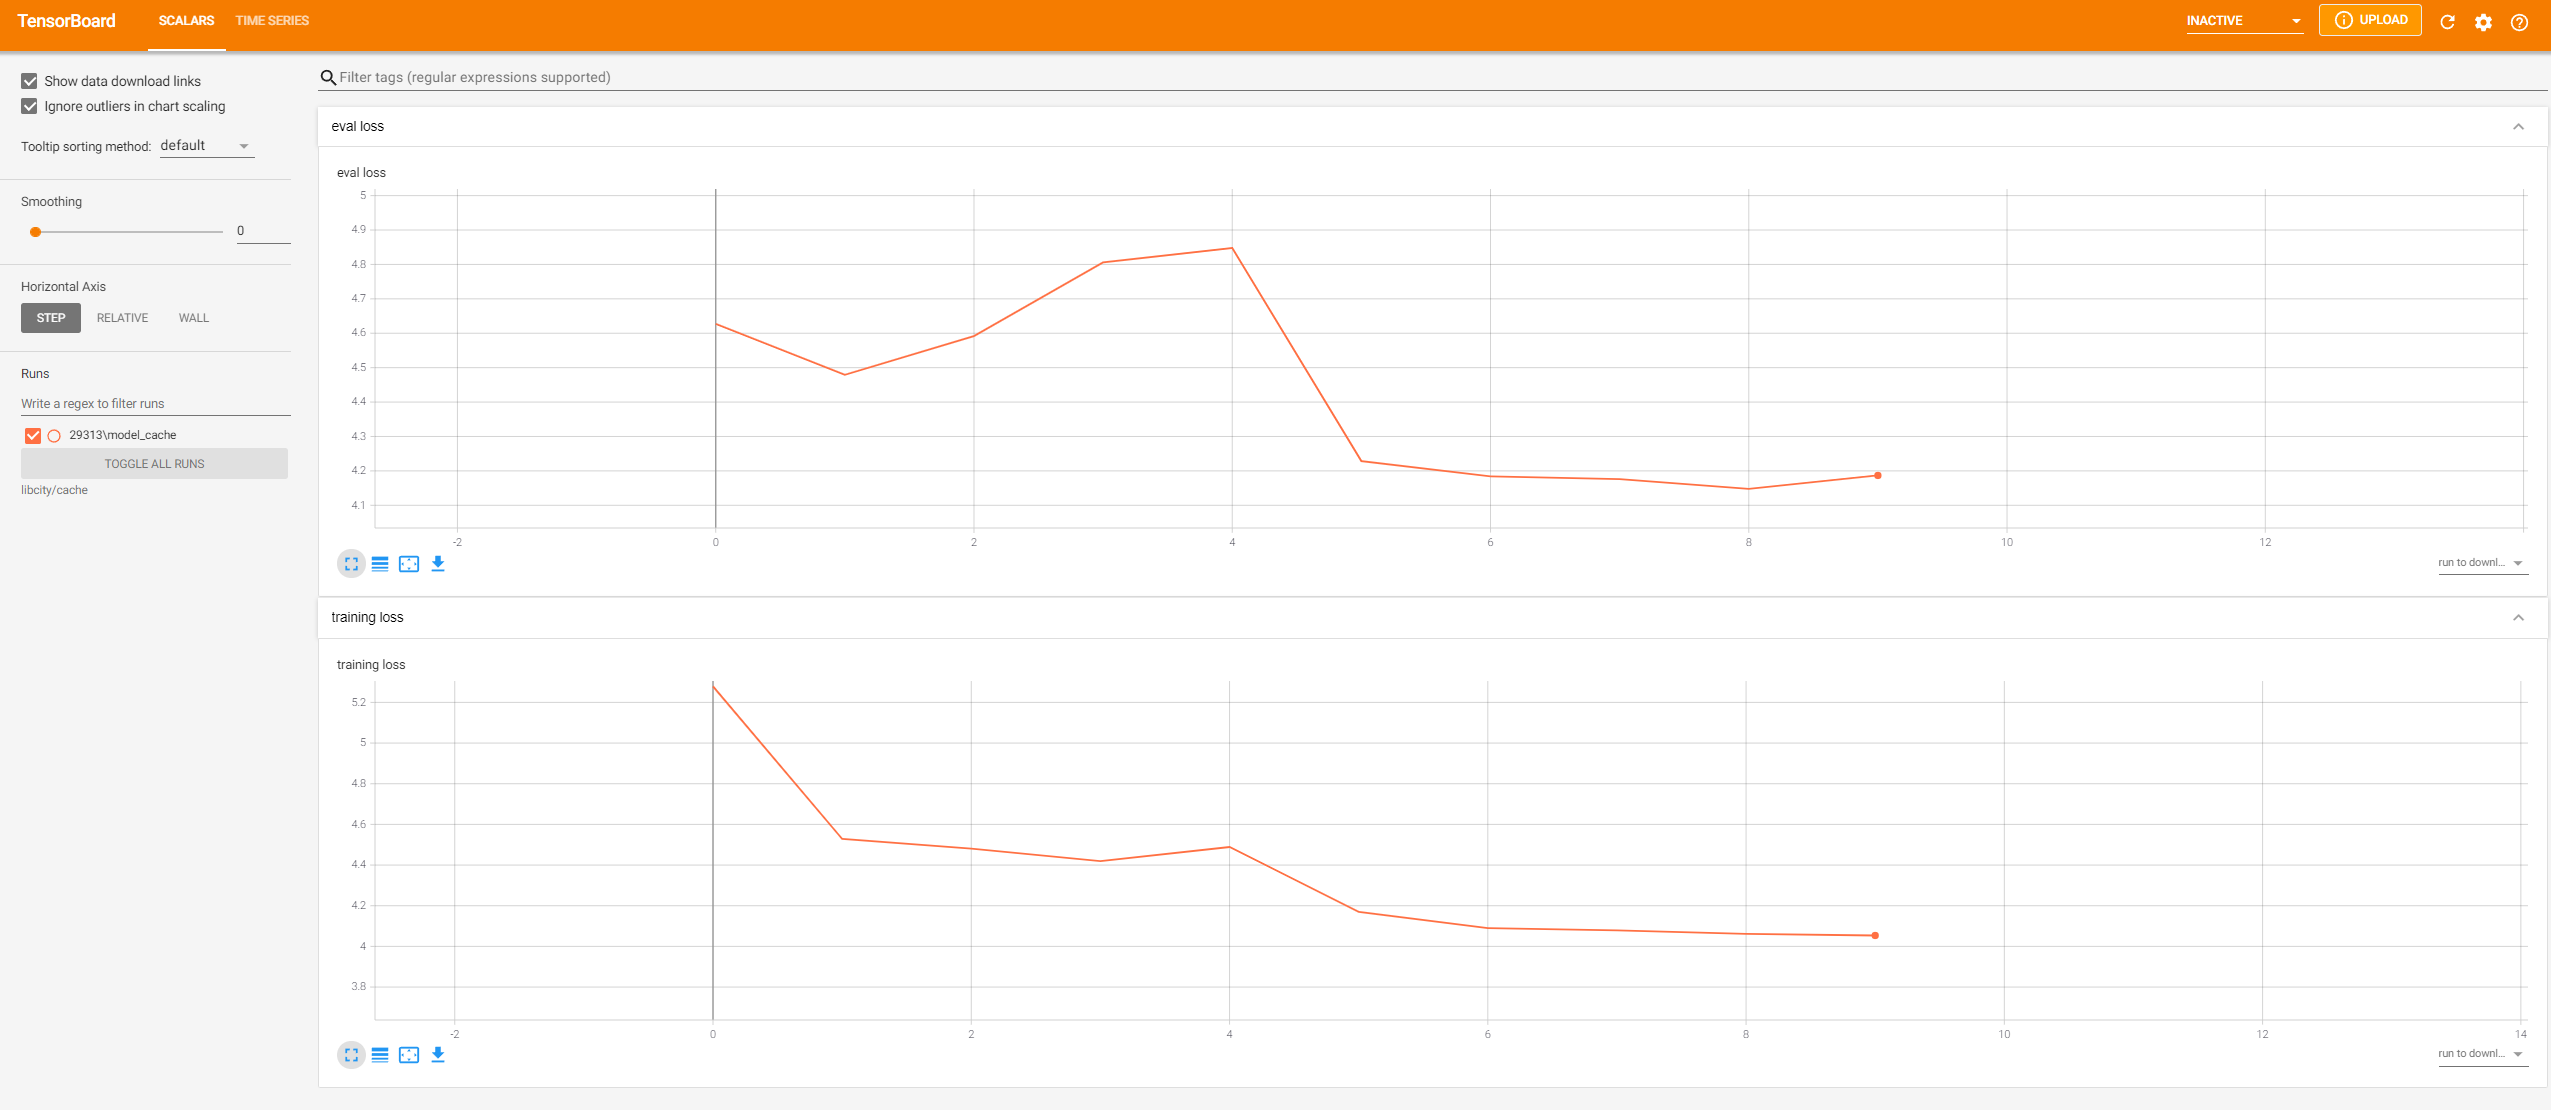 TensorBoard SCALARS TIME SERIES INACTIVE UPLOAD
Show data download links
Ignore outliers in chart scaling
Tooltip sorting method: default
Smoothing
0
Horizontal Axis
STEP RELATIVE WALL
Runs
Write a regex to filter runs
29313\model_cache
TOGGLE ALL RUNS
libcity/cache
Filter tags (regular expressions supported)
eval loss
eval loss
5
4.9
4.8
4.7
4.6
4.5
4.4
4.3
4.2
4.1
-2 0 2 4 6 8 10 12
run to downl...
training loss
training loss
5.2
5
4.8
4.6
4.4
4.2
4
3.8
-2 0 2 4 6 8 10 12 14
run to downl...